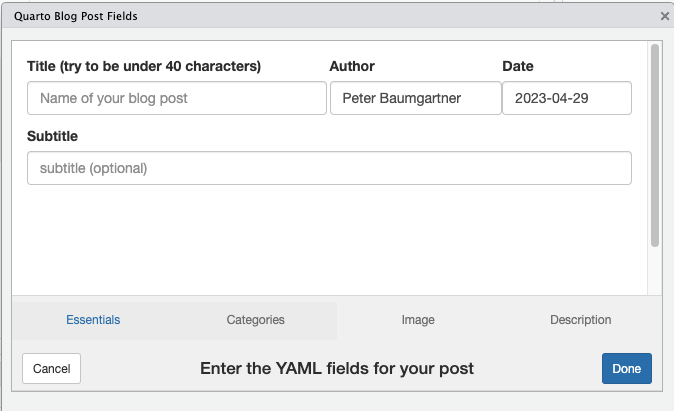 Quarto Blog Post Fields
Title (try to be under 40 characters) Author Date
Name of your blog post Peter Baumgartner 2023-04-29
Subtitle
subtitle (optional)
Essentials Categories Image Description
Cancel Enter the YAML fields for your post Done